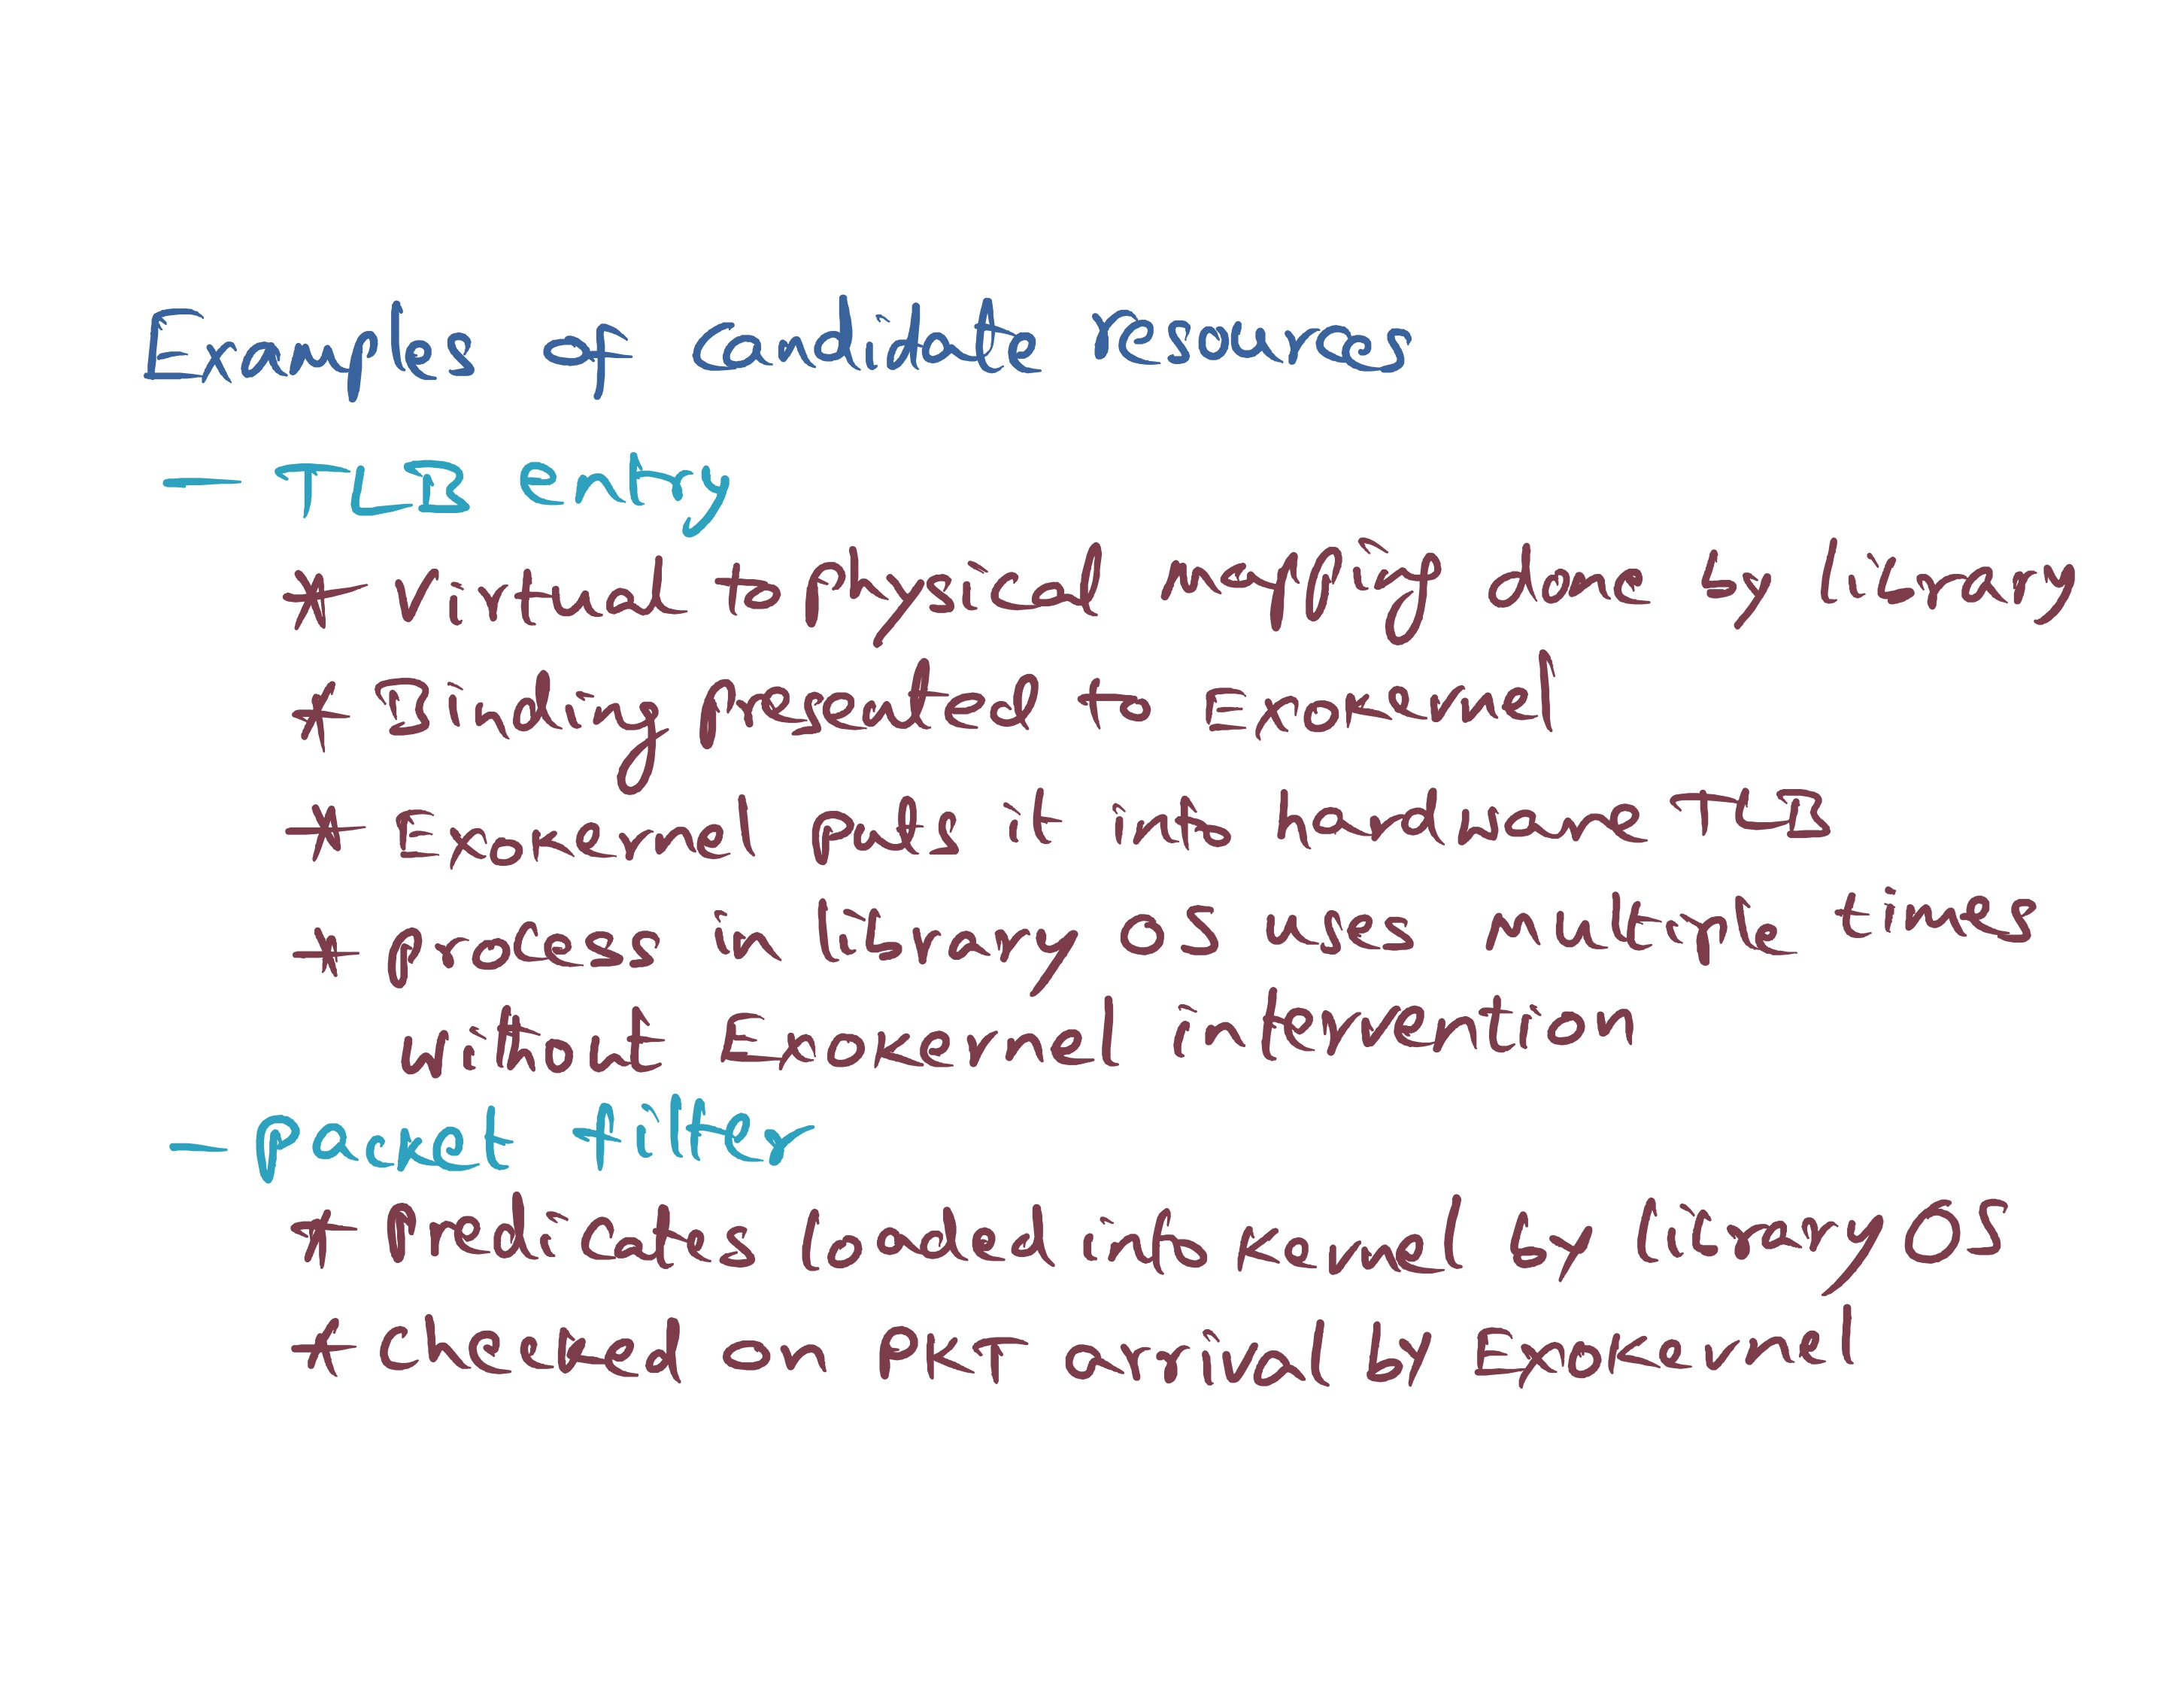 Examples of candidate resources
- TLB entry
* Virtual to physical mapping done by library
* Binding presented to Exokernel
* Exokernel puts it into hardware TLB
* process in library OS uses multiple times
without Exokernel intervention
- packet filter
* Predicates loaded into kernel by library OS
* Checked on PKT arrival by Exokernel